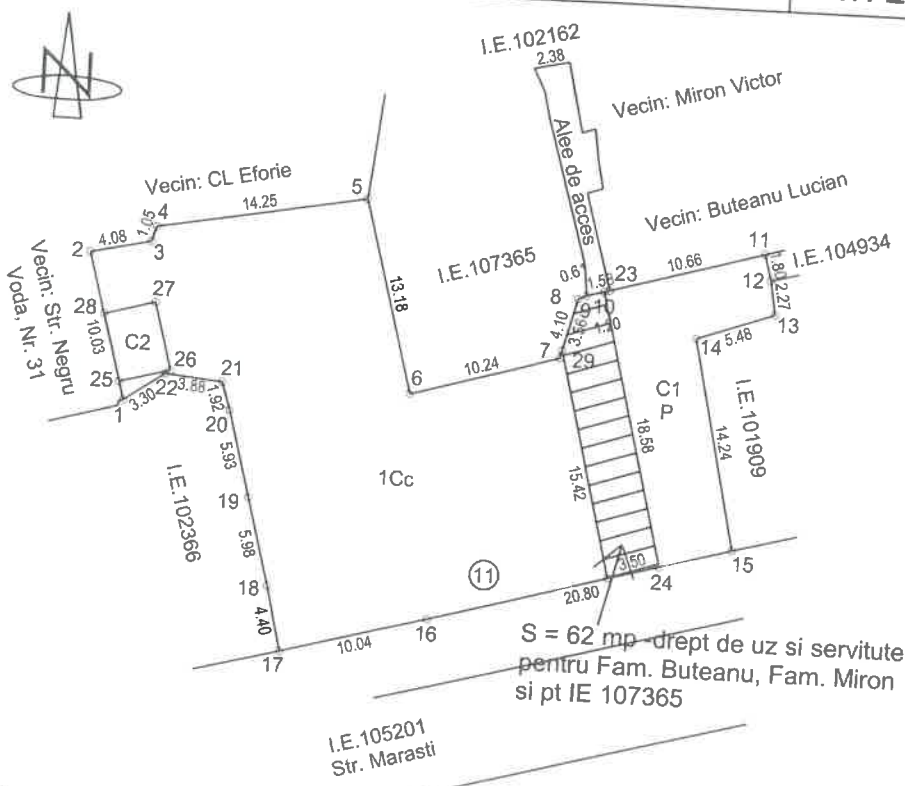 N
I.E.102162
2.38
Vecin: Miron Victor
Alee de acces
Vecin: CL Eforie
5
4
14.25
1.05
4.08
2
3
Vecin: Buteanu Lucian
I.E.107365
0.61
1.58
23
10.66
11
I.E.104934
1.80
12
2.27
13
8
9
10
1.20
4.10
3.56
7
29
14
5.48
Vecin: Str. Negru
Voda, Nr. 31
28
27
10.03
C2
13.18
25
26
21
22
3.88
1
3.30
1.92
20
6
10.24
C1
P
I.E.101909
5.93
19
I.E.102366
1Cc
15.42
18.58
14.24
5.98
18
11
3.50
24
15
4.40
20.80
17
10.04
16
S = 62 mp -drept de uz si servitute
pentru Fam. Buteanu, Fam. Miron
si pt IE 107365
I.E.105201
Str. Marasti